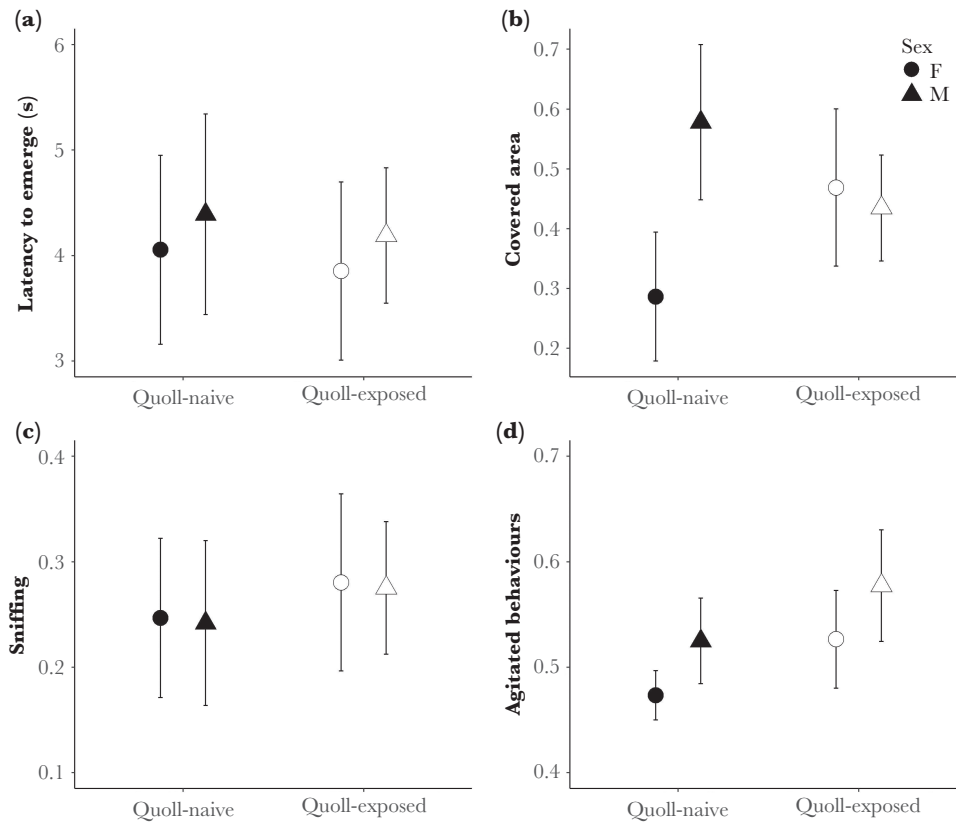 (a)
6
5
4
3
Latency to emerge (s)
Quoll-naive Quoll-exposed
(b)
0.7
0.6
0.5
0.4
0.3
0.2
Covered area
Sex
F
M
Quoll-naive Quoll-exposed
(c)
0.4
0.3
0.2
0.1
Sniffing
Quoll-naive Quoll-exposed
(d)
0.7
0.6
0.5
0.4
Agitated behaviours
Quoll-naive Quoll-exposed